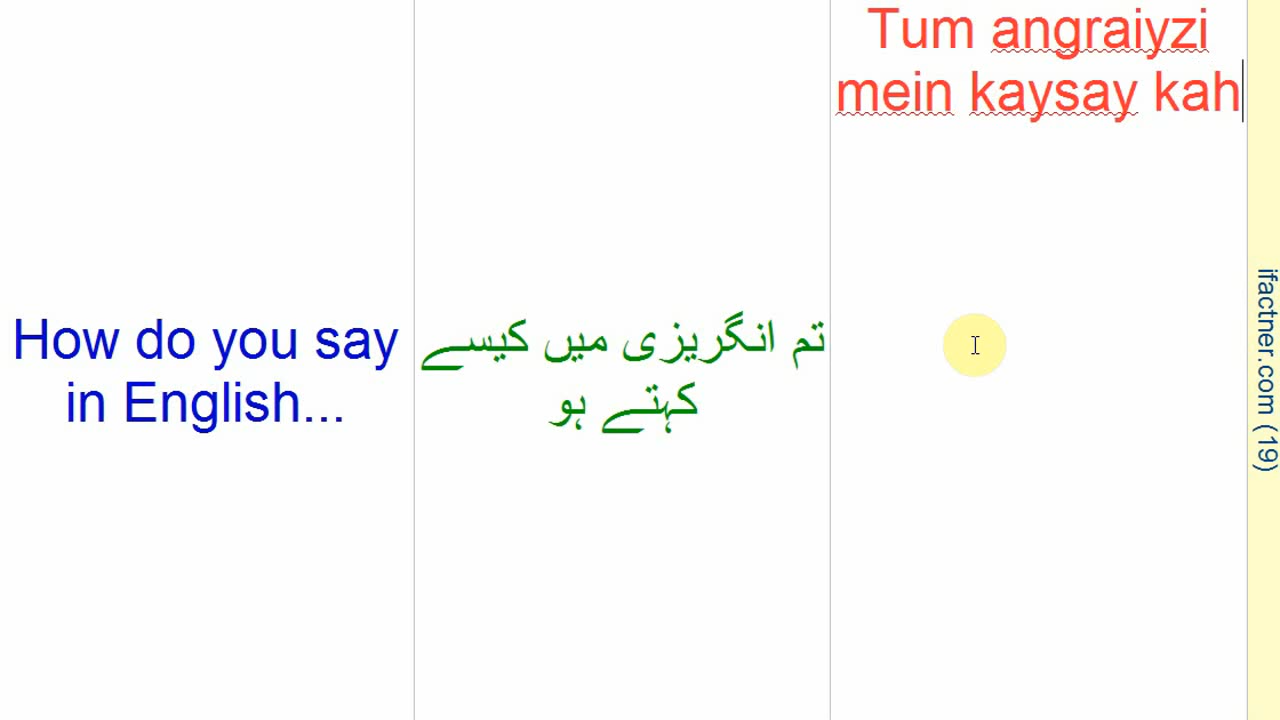 How do you say
in English...
تم انگریزی میں کیسے
کہتے ہو
Tum angraiyzi
mein kaysay kah
ifactner.com (19)